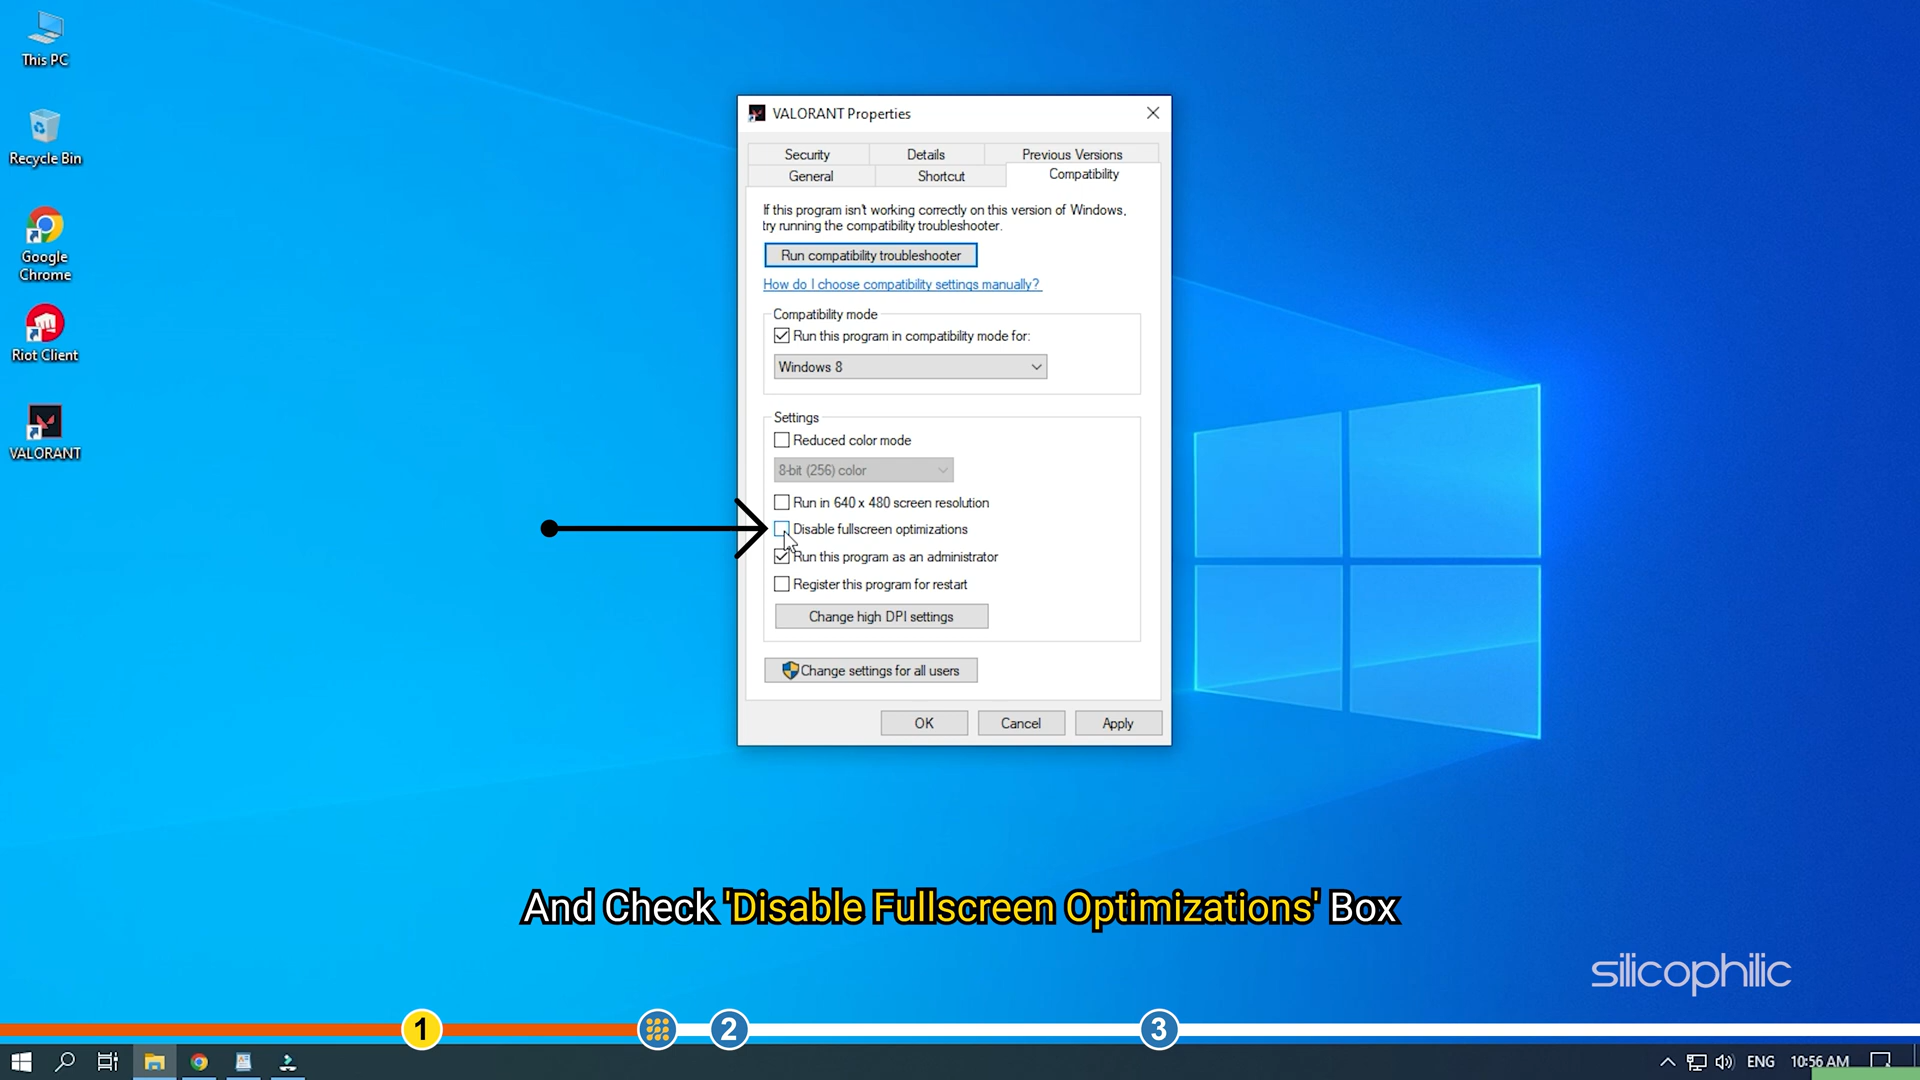 This PC
Recycle Bin
Google
Chrome
Riot Client
VALORANT
VALORANT Properties
Security
Details
Previous Versions
General
Shortcut
Compatibility
If this program isn't working correctly on this version of Windows,
try running the compatibility troubleshooter.
Run compatibility troubleshooter
How do I choose compatibility settings manually?
Compatibility mode
Run this program in compatibility mode for:
Windows 8
Settings
Reduced color mode
8-bit (256) color
Run in 640 x 480 screen resolution
Disable fullscreen optimizations
Run this program as an administrator
Register this program for restart
Change high DPI settings
Change settings for all users
OK
Cancel
Apply
And Check 'Disable Fullscreen Optimizations' Box
silicophilic
1
2
3
ENG
10:56 AM